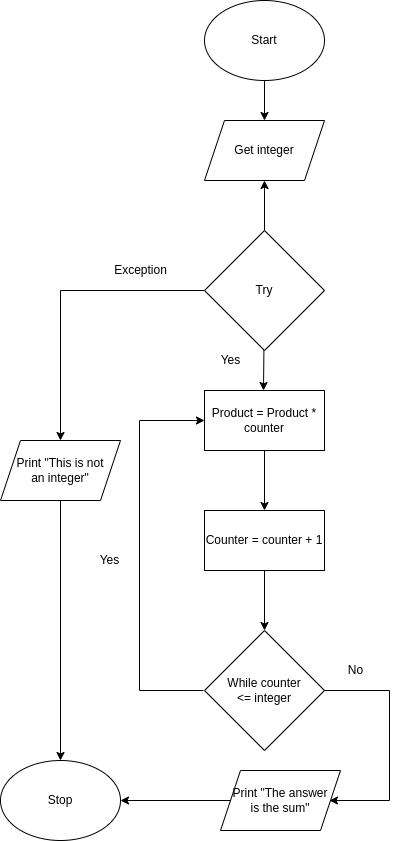 Start
Get integer
Exception
Try
Yes
Product = Product *
counter
Print "This is not
an integer"
Counter = counter + 1
Yes
No
While counter
<= integer
Print "The answer
is the sum"
Stop